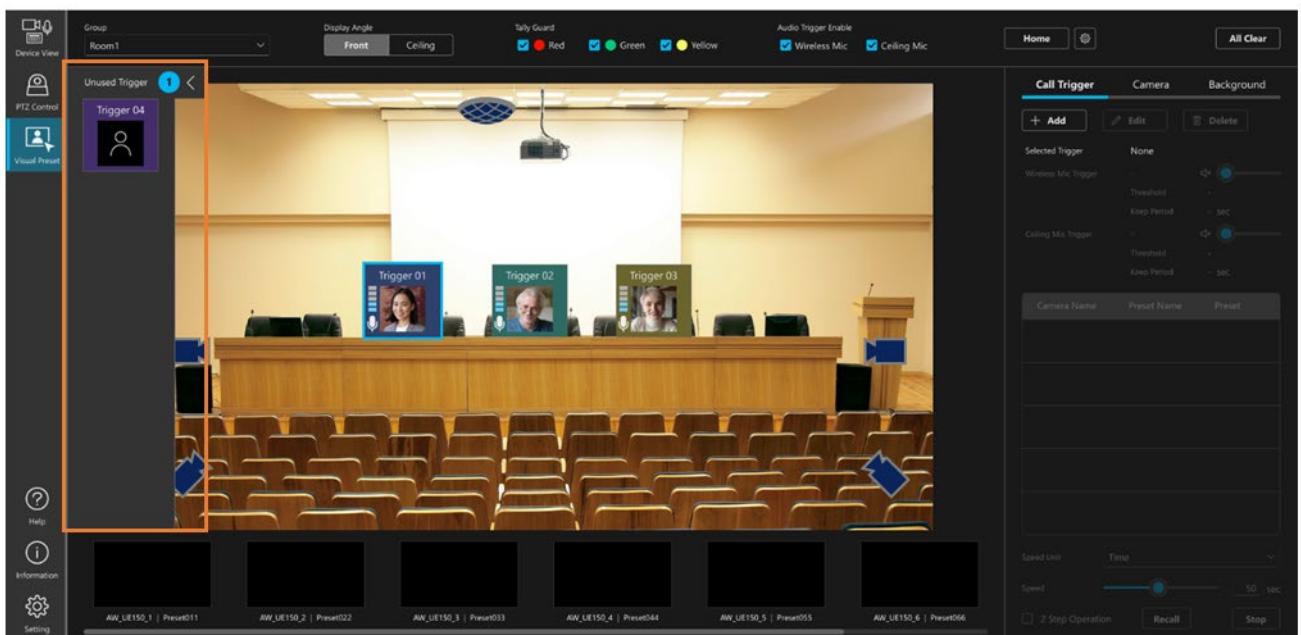 Device View
PTZ Control
Visual Preset
Help
Information
Setting
Group
Room1
Display Angle
Front Ceiling
Tally Guard
Red Green Yellow
Audio Trigger Enable
Wireless Mic Ceiling Mic
Home
All Clear
Unused Trigger 1
Trigger 04
Trigger 01
Trigger 02
Trigger 03
AW_UE150_1 | Preset011
AW_UE150_2 | Preset022
AW_UE150_3 | Preset033
AW_UE150_4 | Preset044
AW_UE150_5 | Preset055
AW_UE150_6 | Preset066
Call Trigger Camera Background
+ Add Edit Delete
Selected Trigger None
Wireless Mic Trigger -
Threshold -
Keep Period - sec
Ceiling Mic Trigger -
Threshold -
Keep Period - sec
Camera Name Preset Name Preset
Speed Unit Time
Speed 50 sec
2 Step Operation Recall Stop